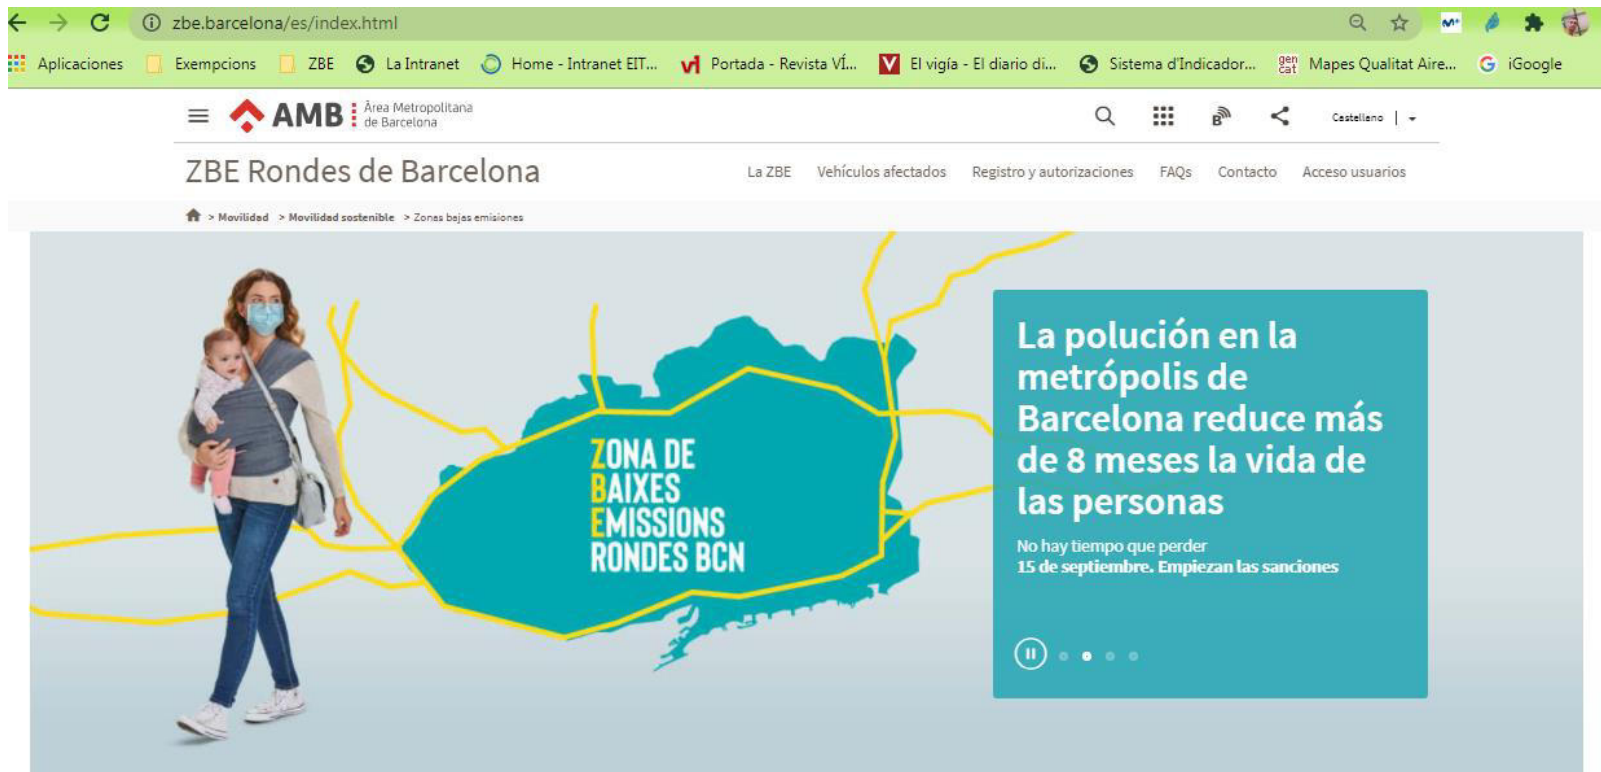 zbe.barcelona/es/index.html
Aplicaciones Exempcions ZBE La Intranet Home - Intranet EIT... Portada - Revista VÍ... El vigía - El diario di... Sistema d'Indicador... gencat Mapes Qualitat Aire... G iGoogle
AMB Àrea Metropolitana
de Barcelona
B
Castellano |
ZBE Rondes de Barcelona
La ZBE Vehículos afectados Registro y autorizaciones FAQs Contacto Acceso usuarios
> Movilidad > Movilidad sostenible > Zonas bajas emisiones
ZONA DE
BAIXES
EMISSIONS
RONDES BCN
La polución en la
metrópolis de
Barcelona reduce más
de 8 meses la vida de
las personas
No hay tiempo que perder
15 de septiembre. Empiezan las sanciones